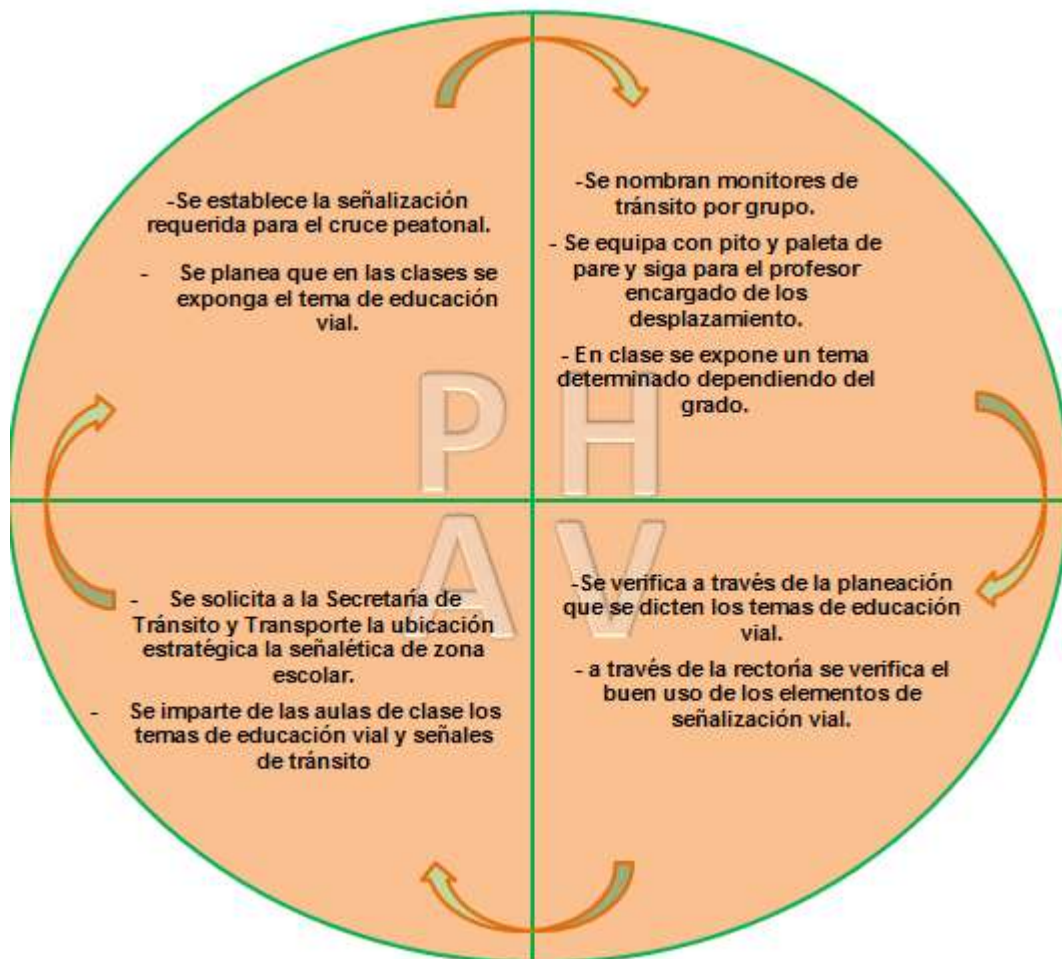 -Se establece la señalización
requerida para el cruce peatonal.
- Se planea que en las clases se
exponga el tema de educación
vial.
-Se nombran monitores de
tránsito por grupo.
- Se equipa con pito y paleta de
pare y siga para el profesor
encargado de los
desplazamiento.
- En clase se expone un tema
determinado dependiendo del
grado.
P H
A V
- Se solicita a la Secretaría de
Tránsito y Transporte la ubicación
estratégica la señalética de zona
escolar.
- Se imparte de las aulas de clase los
temas de educación vial y señales
de tránsito
-Se verifica a través de la planeación
que se dicten los temas de educación
vial.
- a través de la rectoría se verifica el
buen uso de los elementos de
señalización vial.